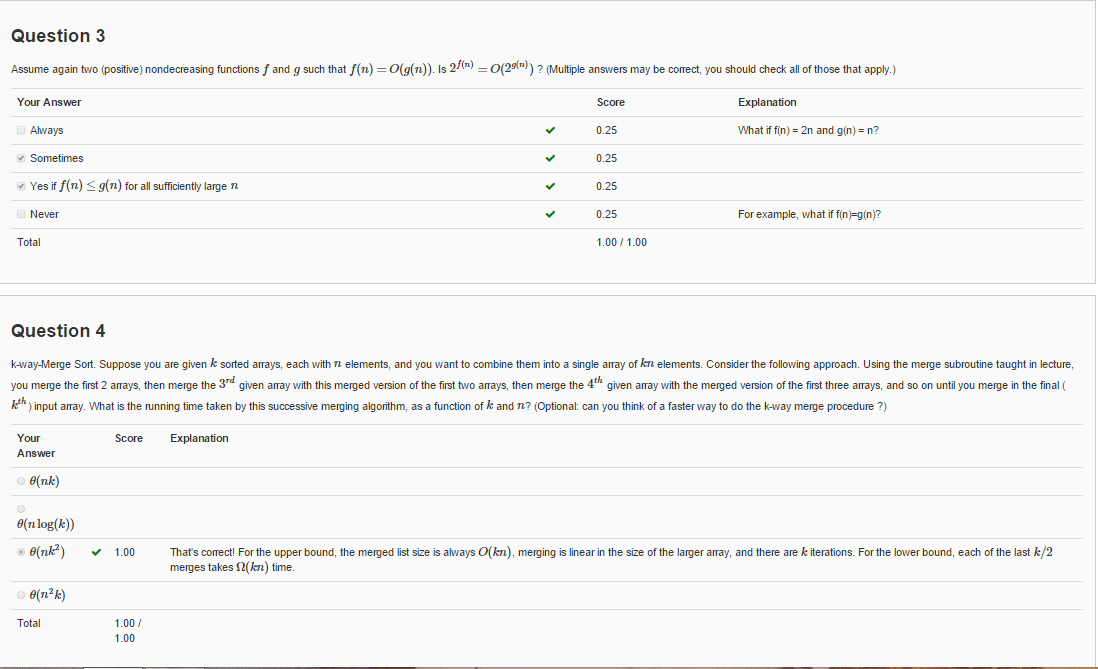 Question 3
Assume again two (positive) nondecreasing functions f and g such that f(n) = O(g(n)). Is 2^{f(n)} = O(2^{g(n)}) ? (Multiple answers may be correct, you should check all of those that apply.)
Your Answer Score Explanation
Always 0.25 What if f(n) = 2n and g(n) = n?
Sometimes 0.25
Yes if f(n) ≤ g(n) for all sufficiently large n 0.25
Never 0.25 For example, what if f(n)=g(n)?
Total 1.00 / 1.00
Question 4
k-way-Merge Sort. Suppose you are given k sorted arrays, each with n elements, and you want to combine them into a single array of kn elements. Consider the following approach. Using the merge subroutine taught in lecture,
you merge the first 2 arrays, then merge the 3^{rd} given array with this merged version of the first two arrays, then merge the 4^{th} given array with the merged version of the first three arrays, and so on until you merge in the final (
k^{th}) input array. What is the running time taken by this successive merging algorithm, as a function of k and n? (Optional: can you think of a faster way to do the k-way merge procedure ?)
Your Score Explanation
Answer
θ(nk)
θ(n log(k))
θ(nk²) 1.00 That's correct! For the upper bound, the merged list size is always O(kn), merging is linear in the size of the larger array, and there are k iterations. For the lower bound, each of the last k/2
merges takes Ω(kn) time.
θ(n²k)
Total 1.00 /
1.00